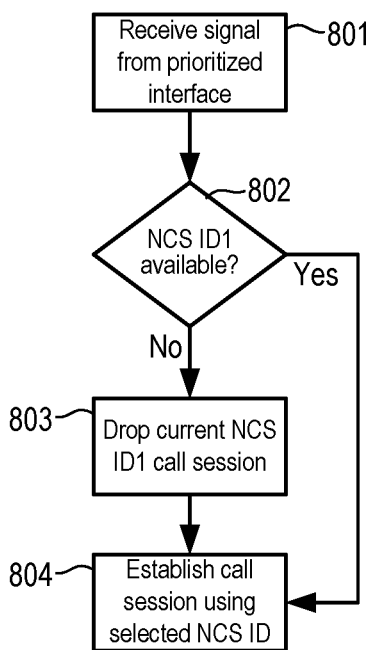 Receive signal
from prioritized
interface
801
802
NCS ID1
available?
Yes
No
803
Drop current NCS
ID1 call session
804
Establish call
session using
selected NCS ID